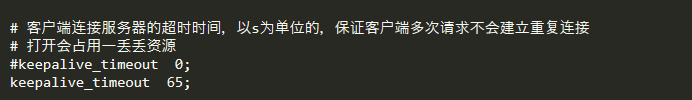 # 客户端连接服务器的超时时间, 以s为单位的, 保证客户端多次请求不会建立重复连接
# 打开会占用一丢丢资源
#keepalive_timeout  0;
keepalive_timeout  65;